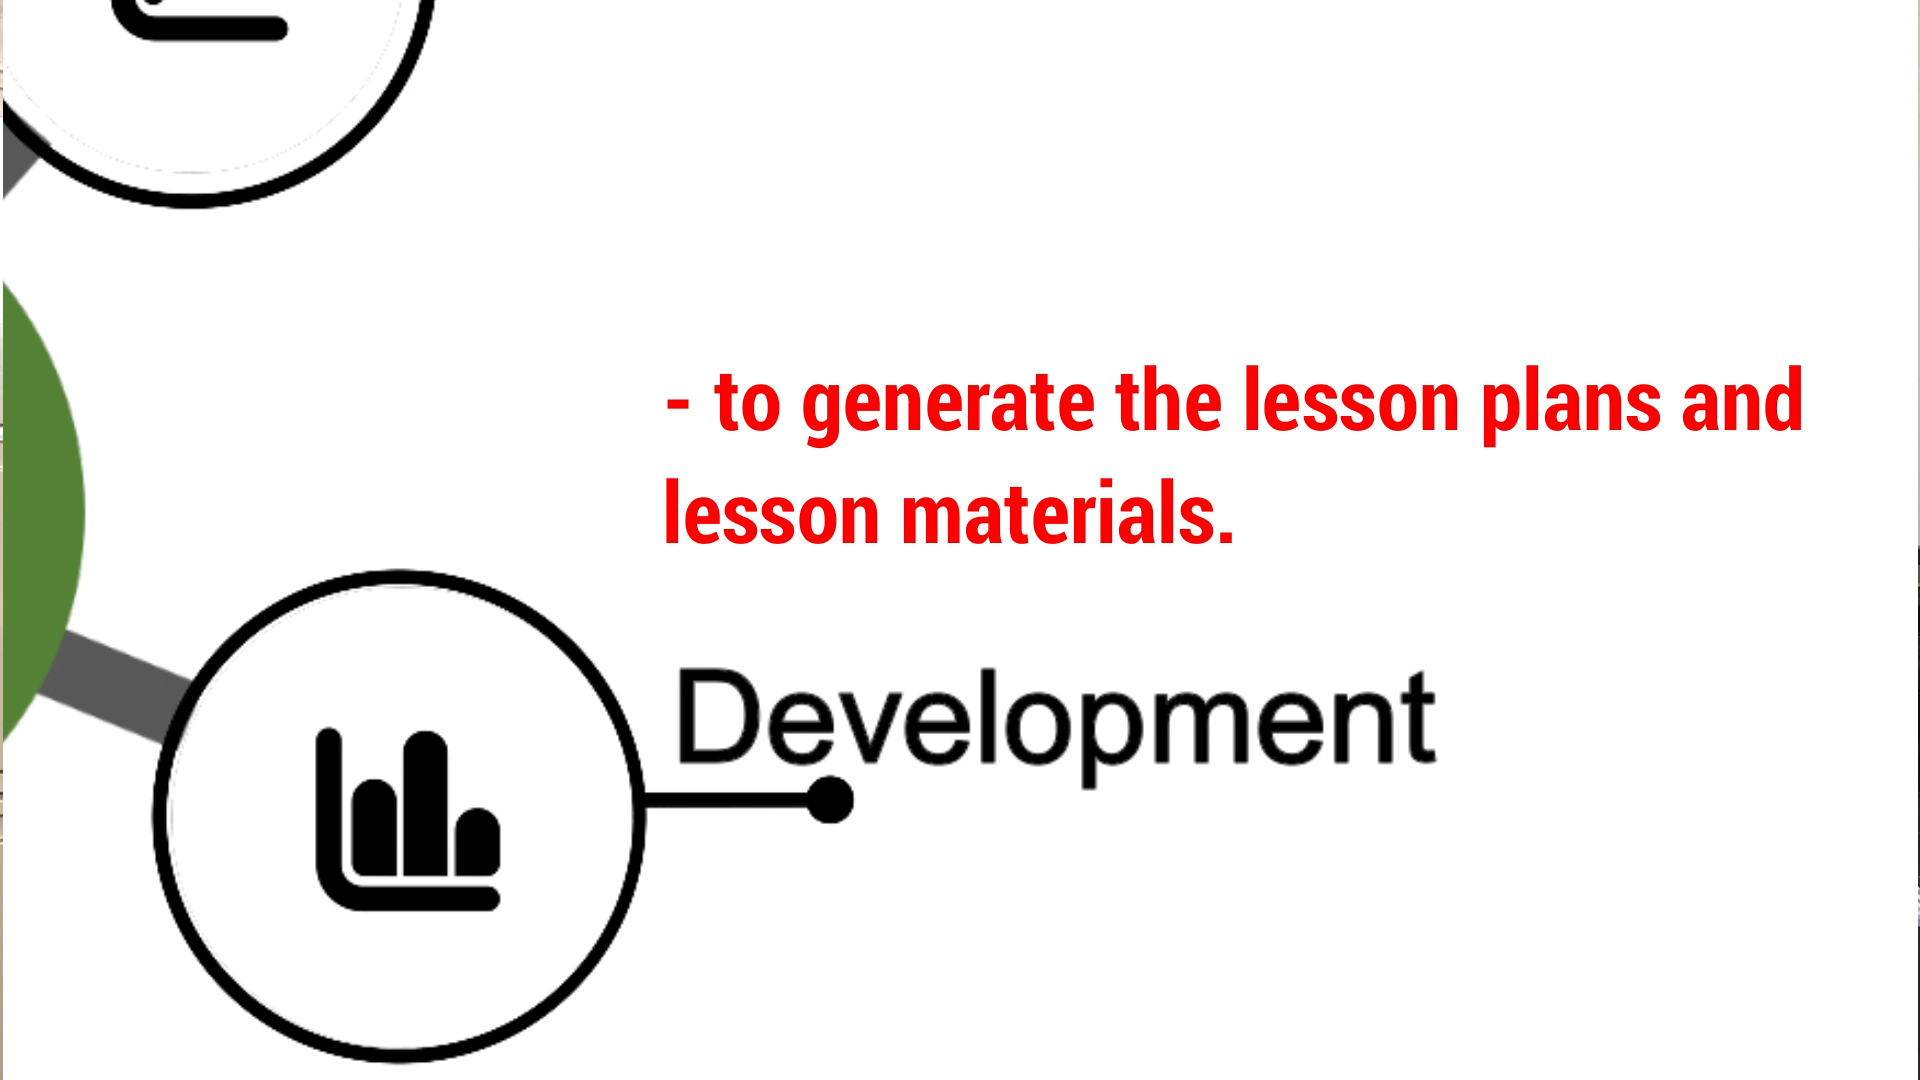 - to generate the lesson plans and
lesson materials.
Development